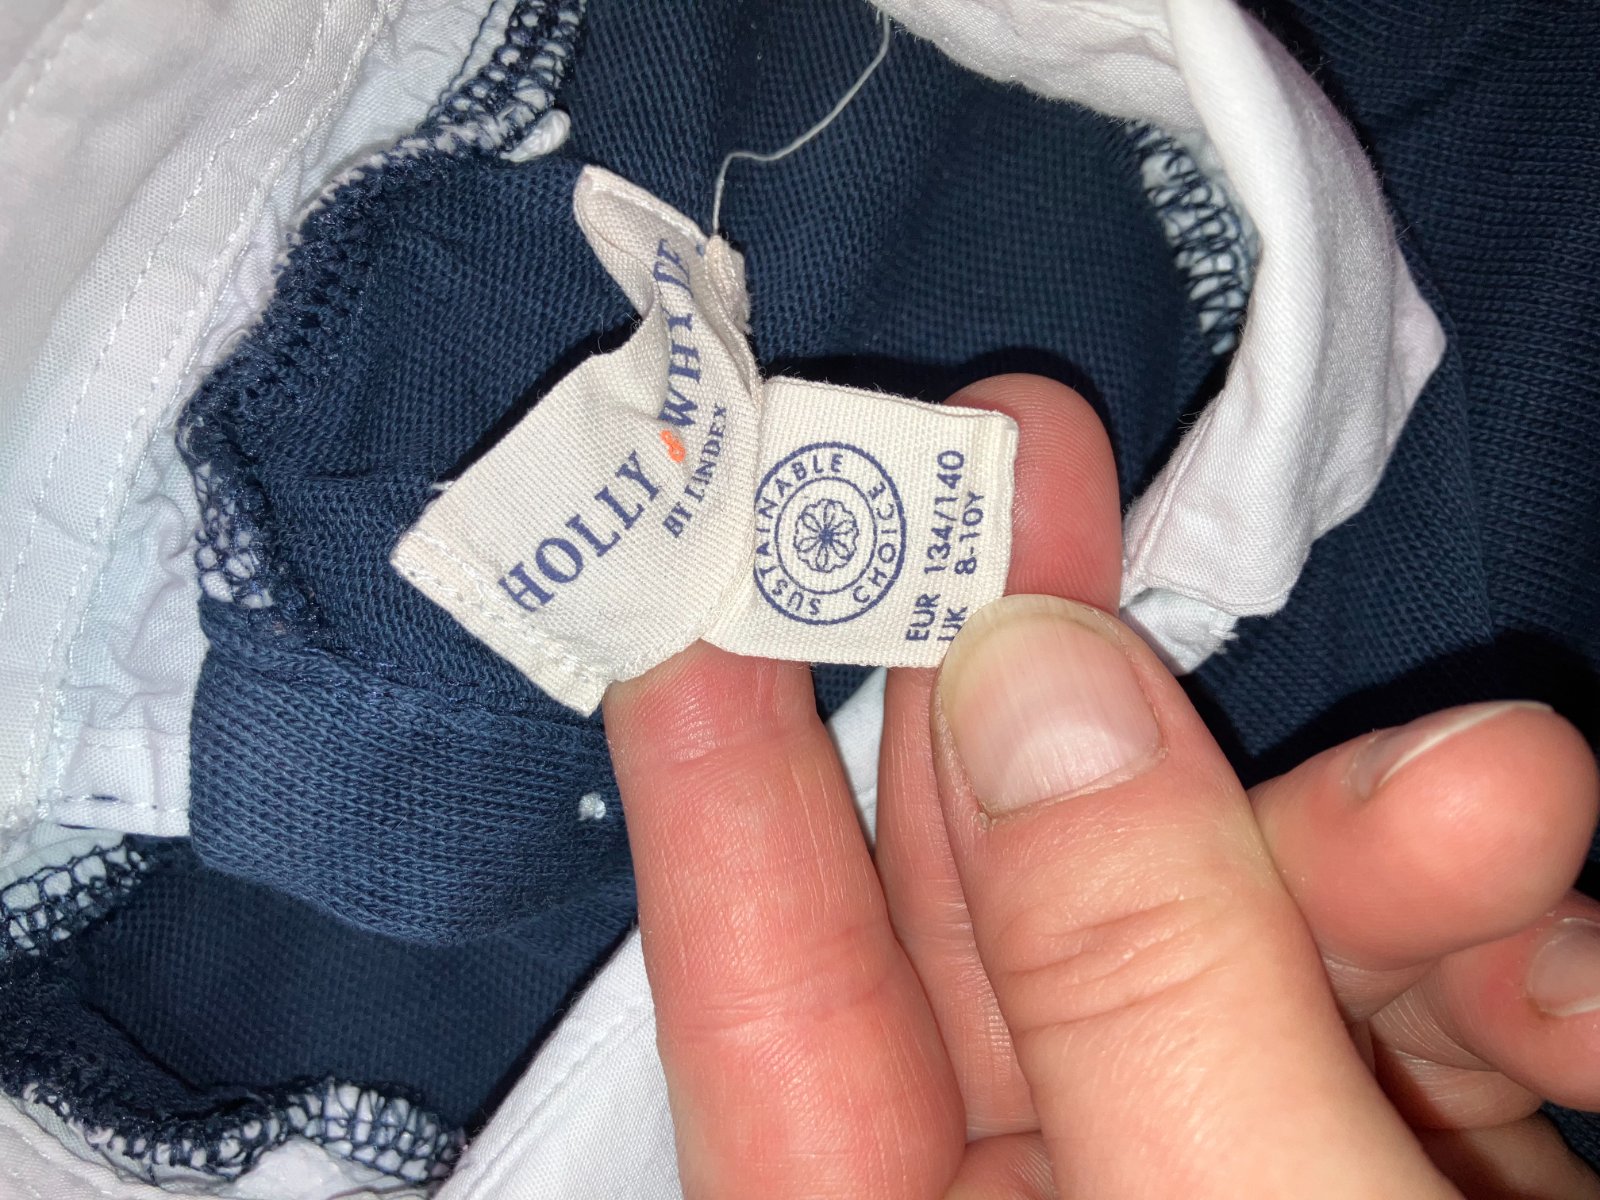 HOLLY & WHYTE
BY LINDEX
SUSTAINABLE CHOICE
EUR 134/140
UK 8-10Y